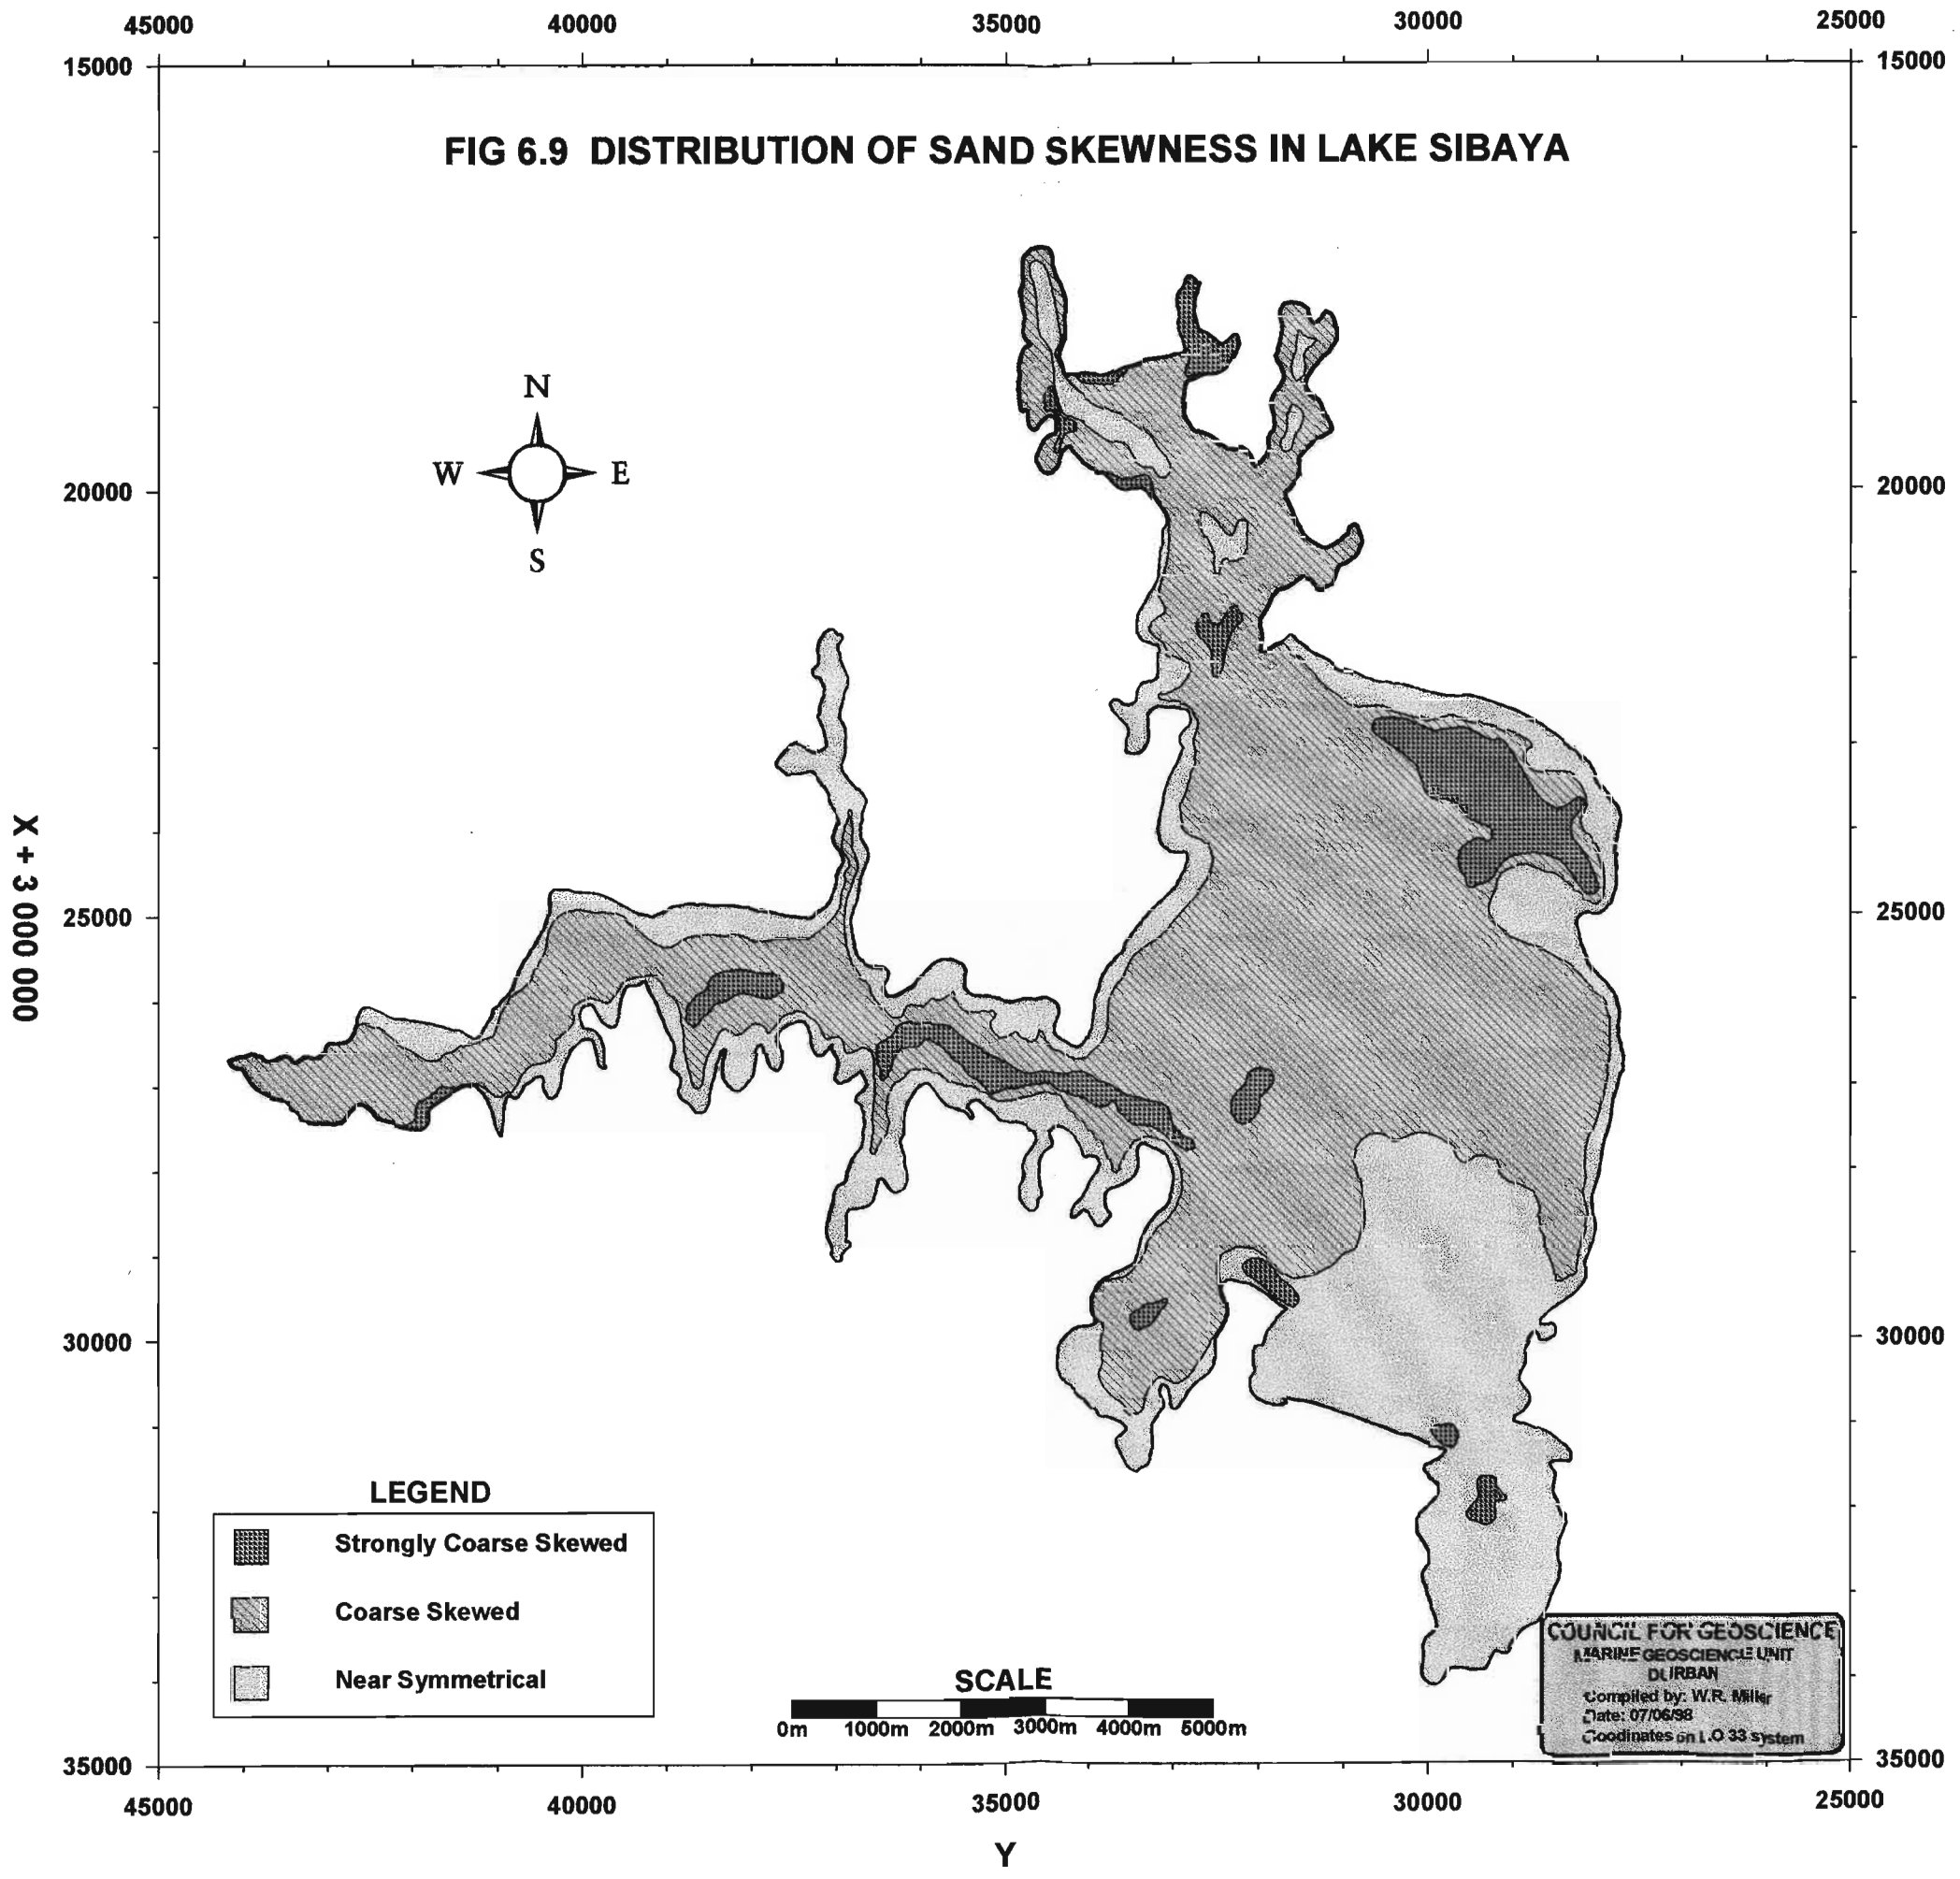 45000 40000 35000 30000 25000
15000 15000
FIG 6.9 DISTRIBUTION OF SAND SKEWNESS IN LAKE SIBAYA
N
W E
S
20000 20000
X + 3 000 000
25000 25000
30000 30000
LEGEND
Strongly Coarse Skewed
Coarse Skewed
Near Symmetrical
SCALE
0m 1000m 2000m 3000m 4000m 5000m
COUNCIL FOR GEOSCIENCE
MARINE GEOSCIENCE UNIT
DURBAN
Compiled by: W.R. Miller
Date: 07/06/98
Coodinates on L.O 33 system
35000 35000
45000 40000 35000 30000 25000
Y